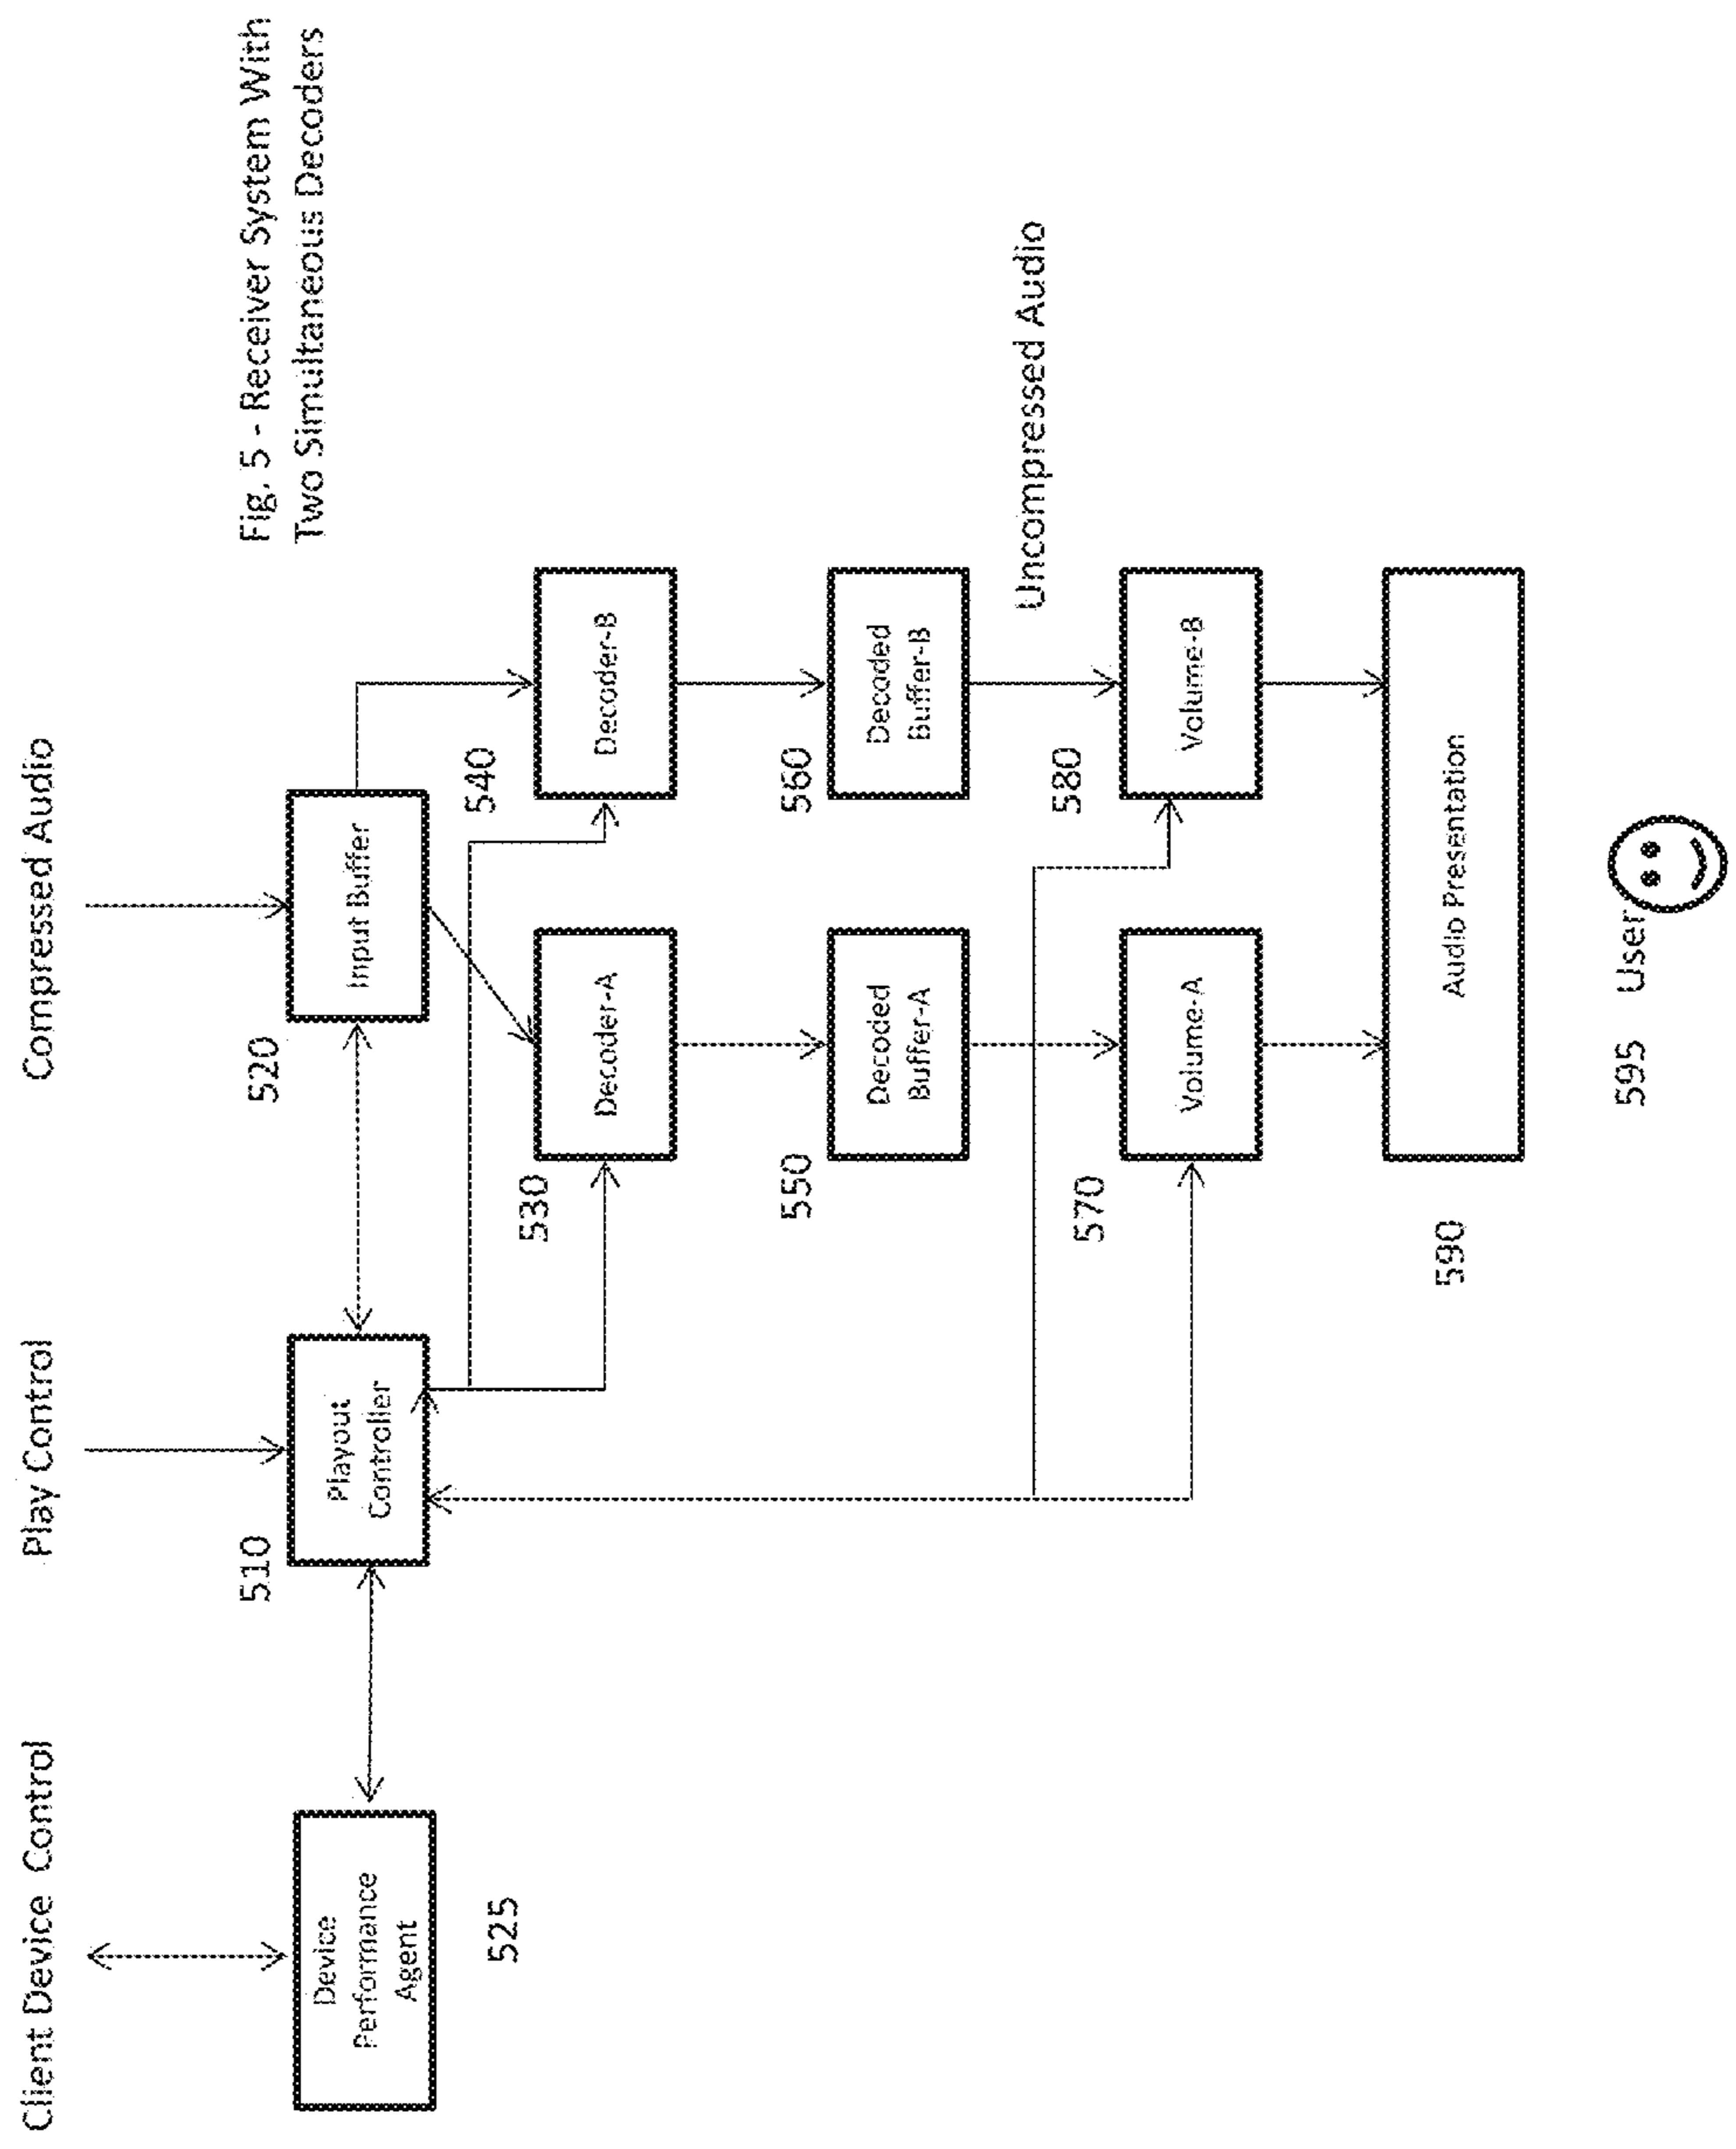 Fig. 5 - Receiver System With
Two Simultaneous Decoders
Client Device Control
Play Control
Compressed Audio
510
520
Device
Performance
Agent
Playout
Controller
Input Buffer
525
530
540
Decoder-A
Decoder-B
550
560
Decoded
Buffer-A
Decoded
Buffer-B
Uncompressed Audio
570
580
Volume-A
Volume-B
590
Audio Presentation
595 User